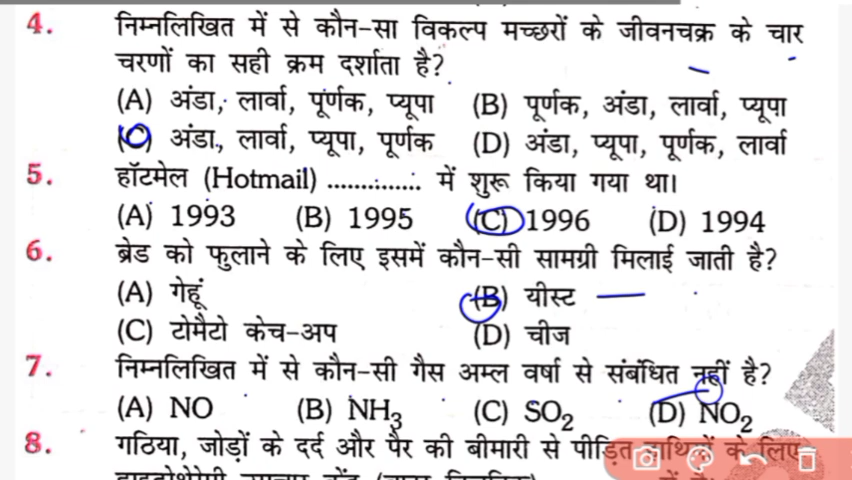 4. निम्नलिखित में से कौन-सा विकल्प मच्छरों के जीवनचक्र के चार
चरणों का सही क्रम दर्शाता है?
(A) अंडा, लार्वा, पूर्णक, प्यूपा (B) पूर्णक, अंडा, लार्वा, प्यूपा
(C) अंडा, लार्वा, प्यूपा, पूर्णक (D) अंडा, प्यूपा, पूर्णक, लार्वा
5. हॉटमेल (Hotmail) ............... में शुरू किया गया था।
(A) 1993 (B) 1995 (C) 1996 (D) 1994
6. ब्रेड को फुलाने के लिए इसमें कौन-सी सामग्री मिलाई जाती है?
(A) गेहूं (B) यीस्ट
(C) टोमैटो केच-अप (D) चीज
7. निम्नलिखित में से कौन-सी गैस अम्ल वर्षा से संबंधित नहीं है?
(A) NO (B) NH₃ (C) SO₂ (D) NO₂
8. गठिया, जोड़ों के दर्द और पैर की बीमारी से पीड़ित हाथियों के लिए